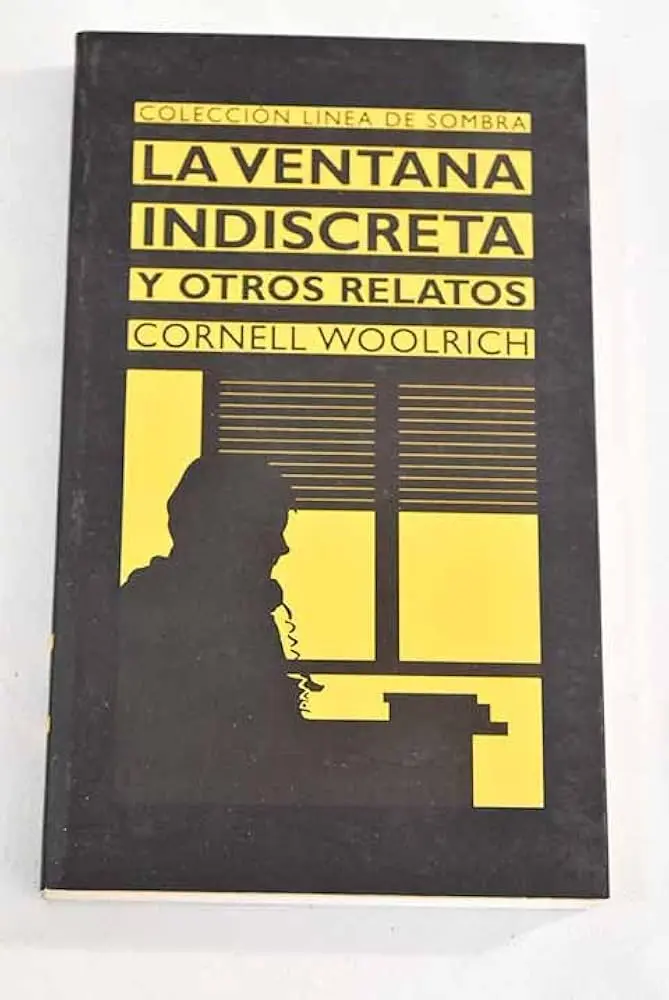 COLECCIÓN LINEA DE SOMBRA
LA VENTANA
INDISCRETA
Y OTROS RELATOS
CORNELL WOOLRICH